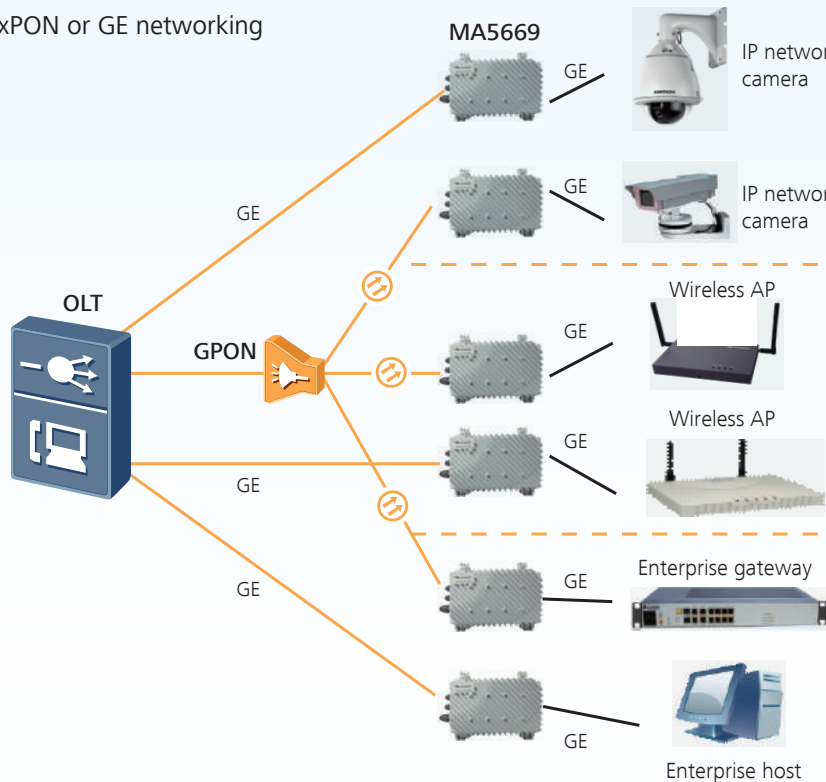 xPON or GE networking
MA5669
GE
IP networ
camera
GE
IP networ
camera
GE
OLT
GPON
Wireless AP
GE
Wireless AP
GE
GE
GE
Enterprise gateway
GE
GE
Enterprise host